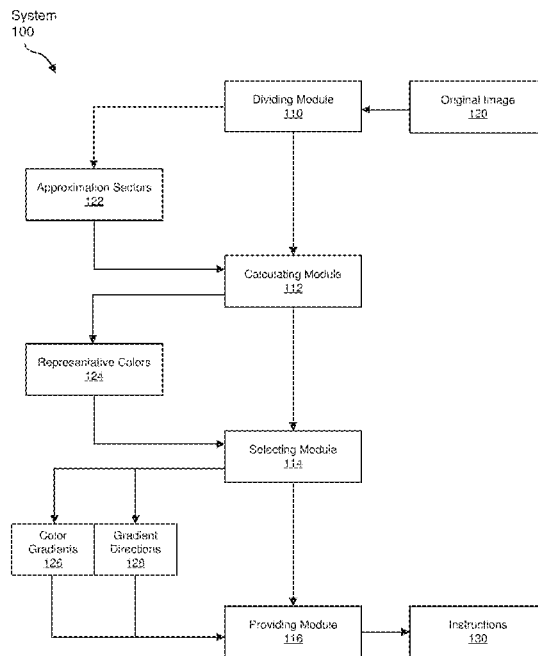 System
100
Dividing Module
110
Original Image
120
Approximation Sectors
122
Calculating Module
112
Representative Colors
124
Selecting Module
114
Color
Gradients
126
Gradient
Directions
128
Providing Module
116
Instructions
130